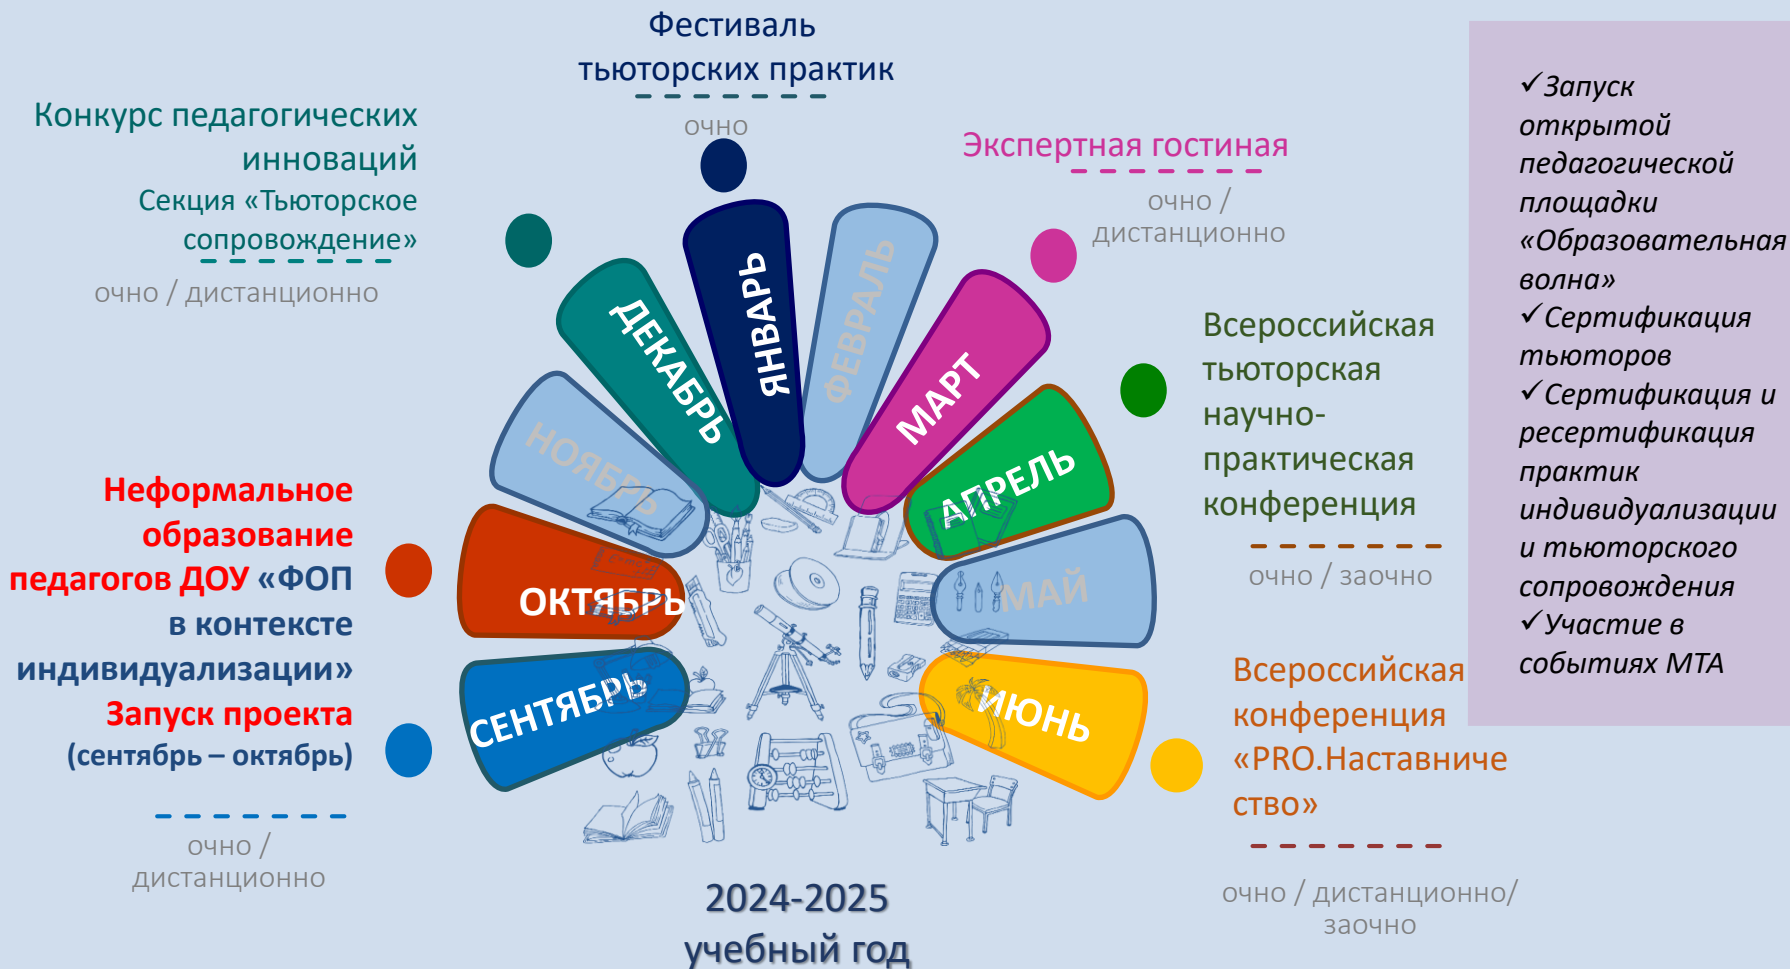 Фестиваль
тьюторских практик
очно
Конкурс педагогических
инноваций
Секция «Тьюторское
сопровождение»
очно / дистанционно
Неформальное
образование
педагогов ДОУ «ФОП
в контексте
индивидуализации»
Запуск проекта
(сентябрь – октябрь)
очно /
дистанционно
СЕНТЯБРЬ
ОКТЯБРЬ
НОЯБРЬ
ДЕКАБРЬ
ЯНВАРЬ
ФЕВРАЛЬ
МАРТ
АПРЕЛЬ
МАЙ
ИЮНЬ
Экспертная гостиная
очно /
дистанционно
Всероссийская
тьюторская
научно-
практическая
конференция
очно / заочно
Всероссийская
конференция
«PRO.Наставниче
ство»
очно / дистанционно/
заочно
2024-2025
учебный год
✓Запуск
открытой
педагогической
площадки
«Образовательная
волна»
✓Сертификация
тьюторов
✓Сертификация и
ресертификация
практик
индивидуализации
и тьюторского
сопровождения
✓Участие в
событиях МТА